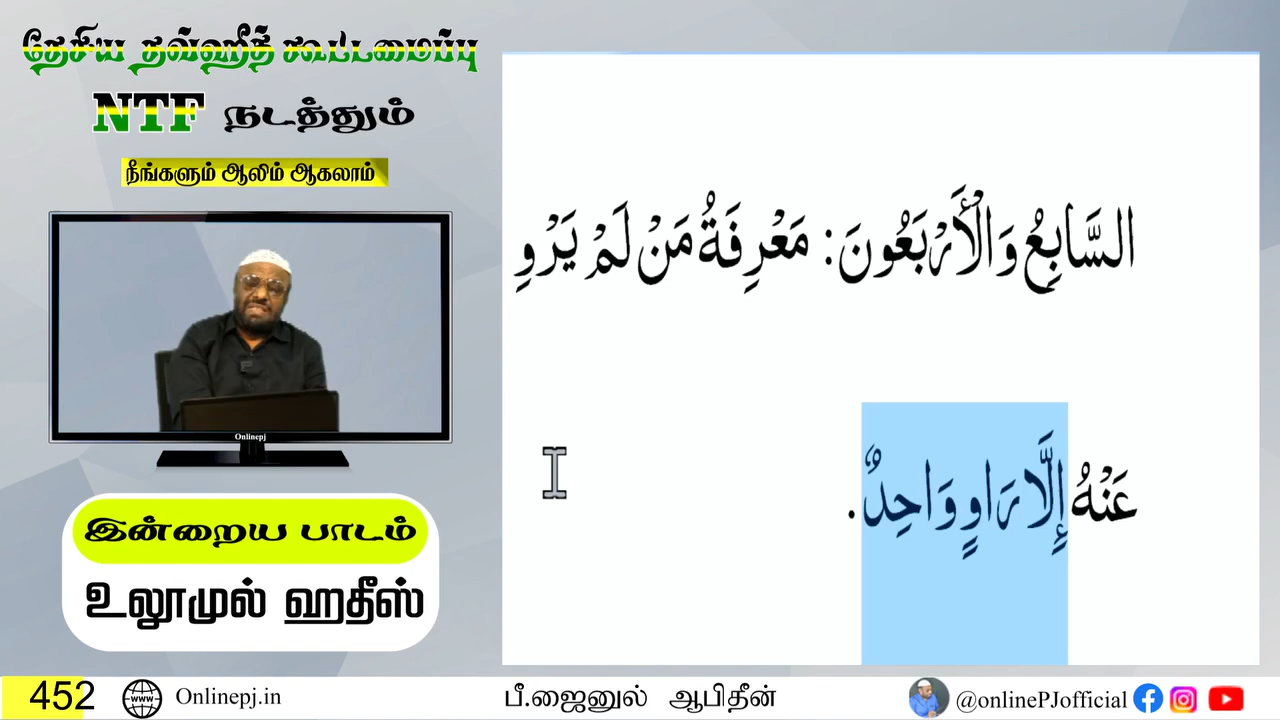 தேசிய தவ்ஹீத் கூட்டமைப்பு
NTF நடத்தும்
நீங்களும் ஆலிம் ஆகலாம்
Onlinepj
இன்றைய பாடம்
உலூமுல் ஹதீஸ்
السَّابِعُ وَالْأَرْبَعُونَ: مَعْرِفَةُ مَنْ لَمْ يَرْوِ
عَنْهُ إِلَّا رَاوٍ وَاحِدٌ.
452
www
Onlinepj.in
பீ.ஜைனுல் ஆபிதீன்
@onlinePJofficial